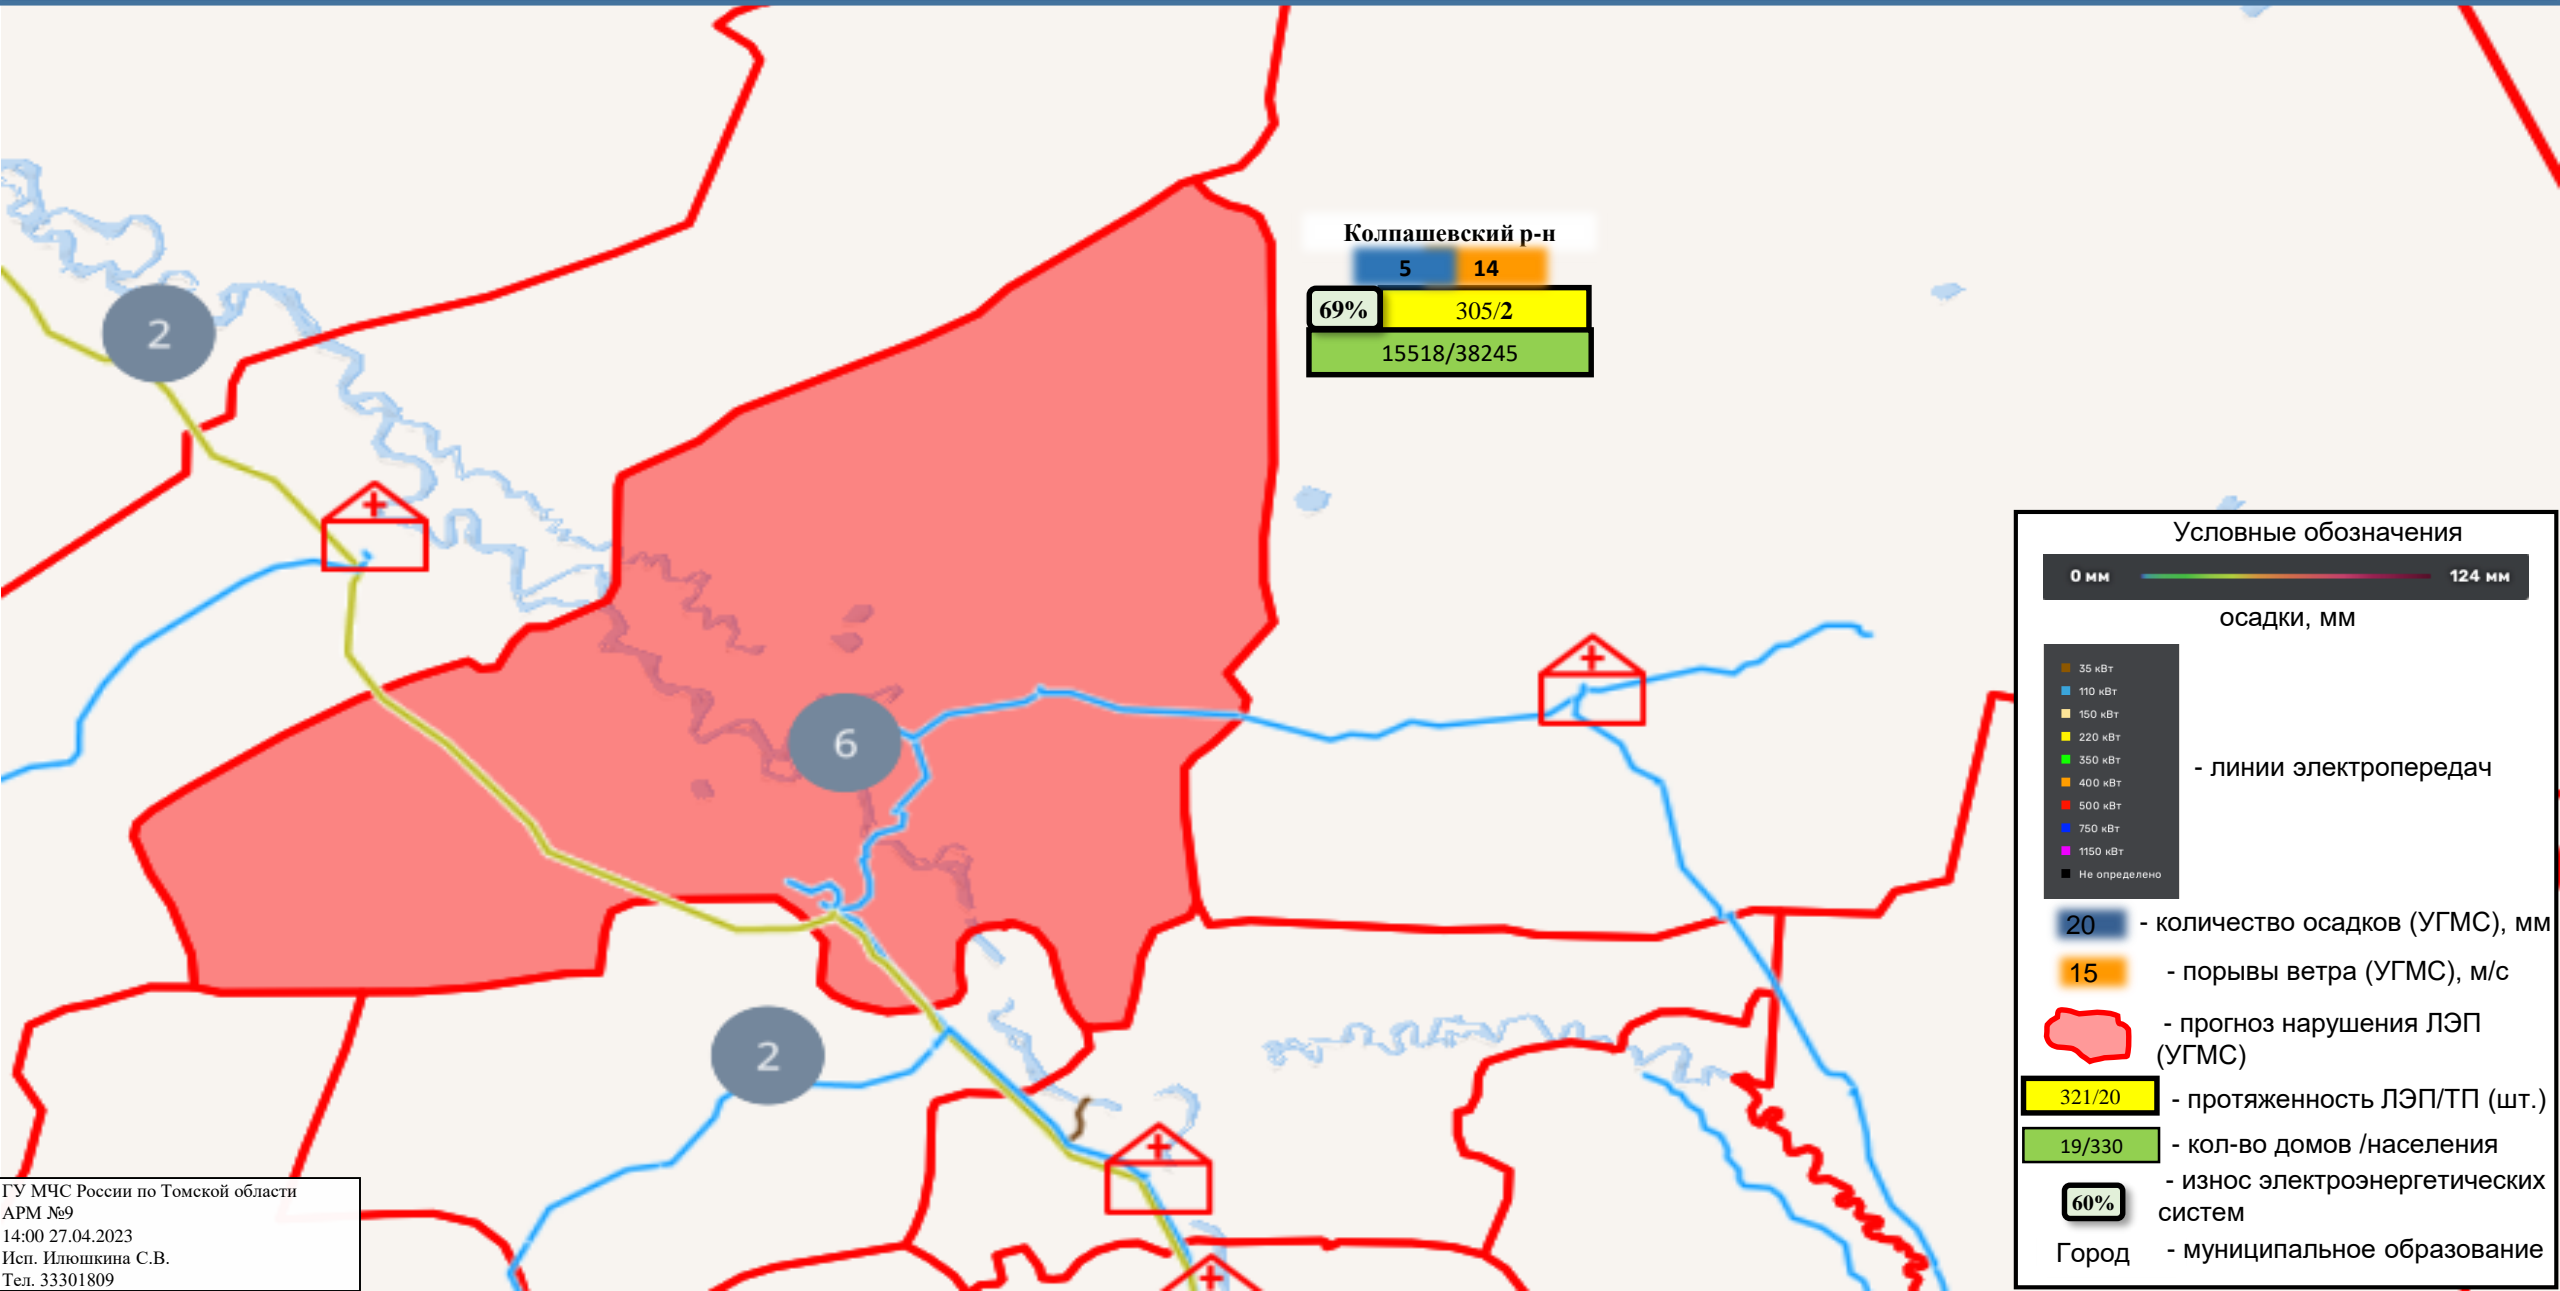 2
Колпашевский р-н
5 14
69% 305/2
15518/38245
6
2
Условные обозначения
0 мм 124 мм
осадки, мм
35 кВт
110 кВт
150 кВт
220 кВт
350 кВт
400 кВт
500 кВт
750 кВт
1150 кВт
Не определено
- линии электропередач
20 - количество осадков (УГМС), мм
15 - порывы ветра (УГМС), м/с
- прогноз нарушения ЛЭП
(УГМС)
321/20 - протяженность ЛЭП/ТП (шт.)
19/330 - кол-во домов /населения
60% - износ электроэнергетических
систем
Город - муниципальное образование
ГУ МЧС России по Томской области
АРМ №9
14:00 27.04.2023
Исп. Илюшкина С.В.
Тел. 33301809